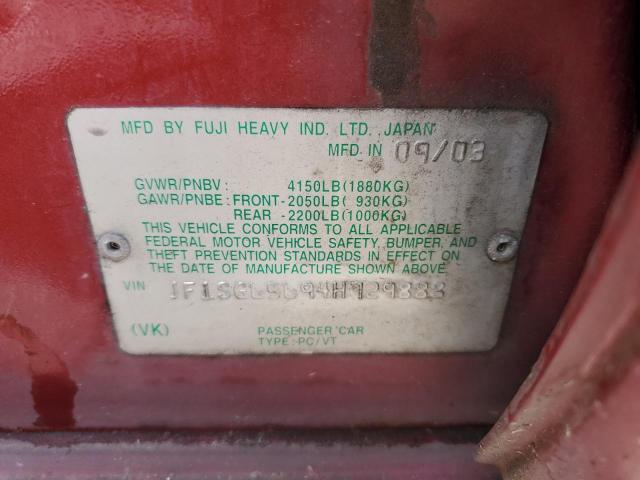 MFD BY FUJI HEAVY IND. LTD. JAPAN
MFD IN 09/03
GVWR/PNBV: 4150LB(1880KG)
GAWR/PNBE: FRONT-2050LB( 930KG)
REAR -2200LB(1000KG)
THIS VEHICLE CONFORMS TO ALL APPLICABLE
FEDERAL MOTOR VEHICLE SAFETY, BUMPER, AND
THEFT PREVENTION STANDARDS IN EFFECT ON
THE DATE OF MANUFACTURE SHOWN ABOVE.
VIN
(VK) PASSENGER CAR
TYPE: PC/VT